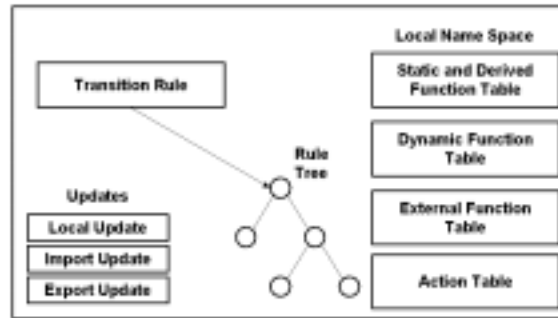 Local Name Space
Static and Derived
Function Table
Transition Rule
Dynamic Function
Table
Rule
Tree
Updates
External Function
Table
Local Update
Import Update
Action Table
Export Update